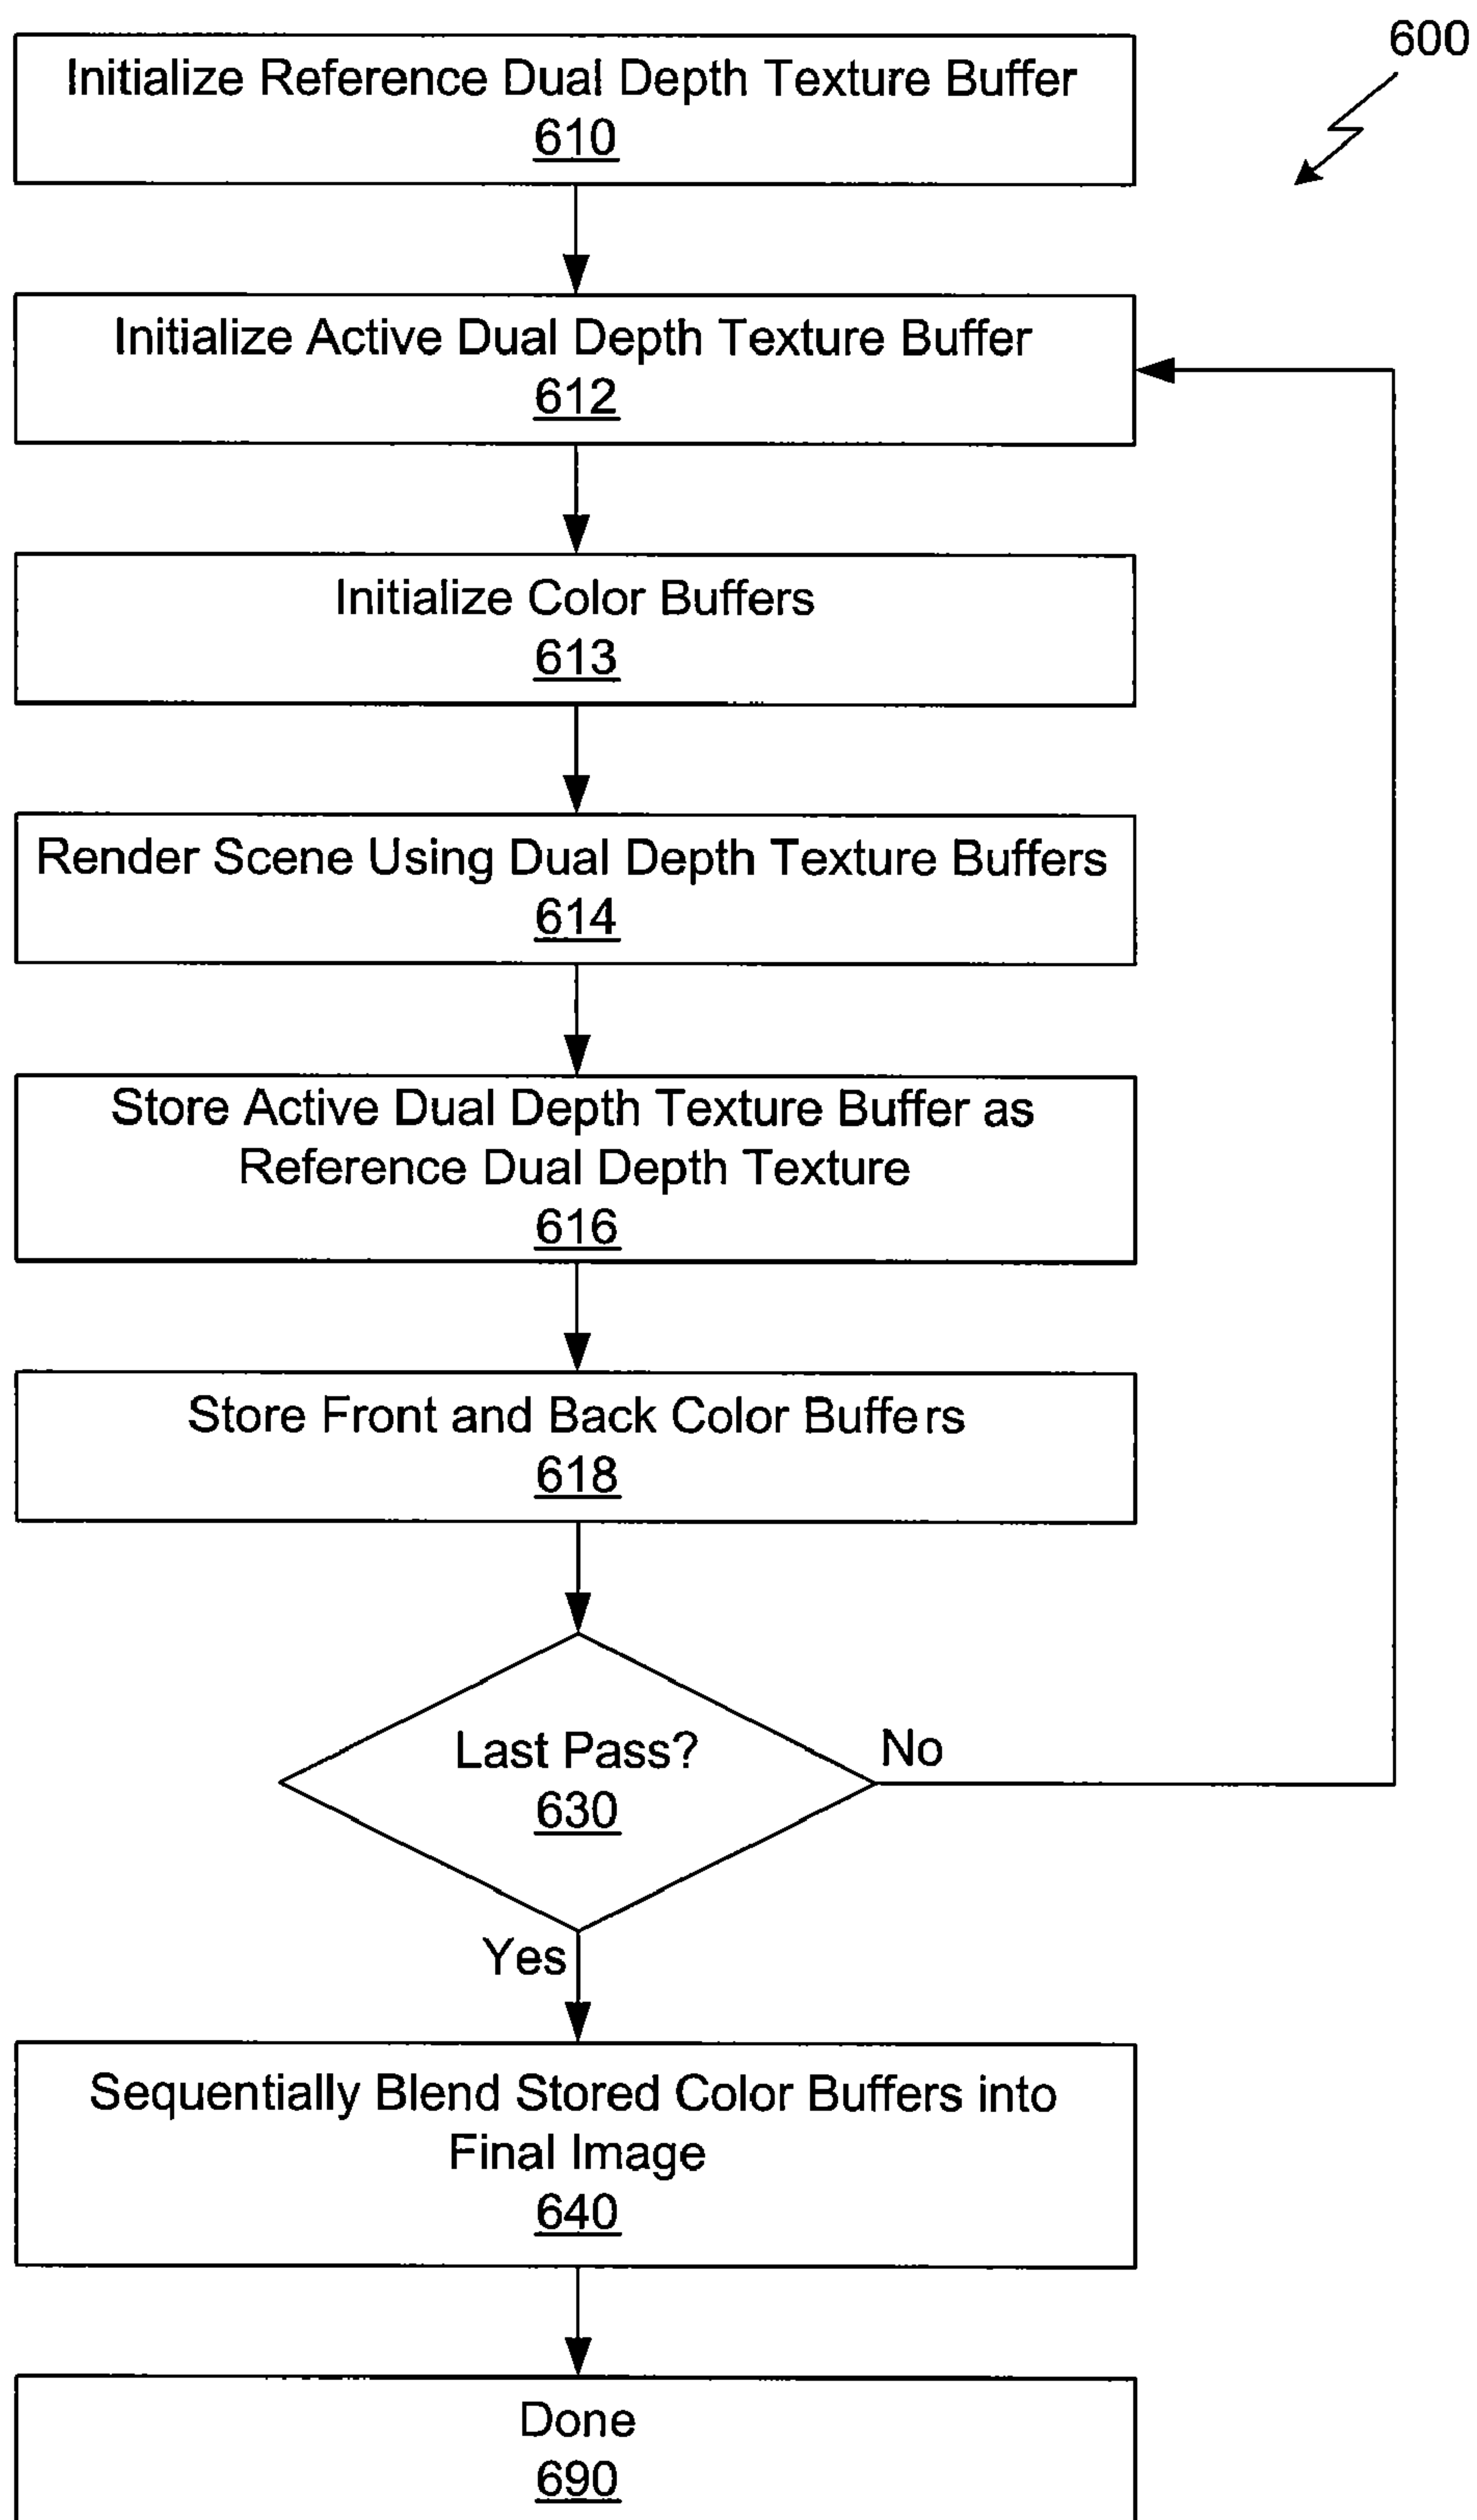 600
Initialize Reference Dual Depth Texture Buffer
610
Initialize Active Dual Depth Texture Buffer
612
Initialize Color Buffers
613
Render Scene Using Dual Depth Texture Buffers
614
Store Active Dual Depth Texture Buffer as
Reference Dual Depth Texture
616
Store Front and Back Color Buffers
618
Last Pass?
630
No
Yes
Sequentially Blend Stored Color Buffers into
Final Image
640
Done
690